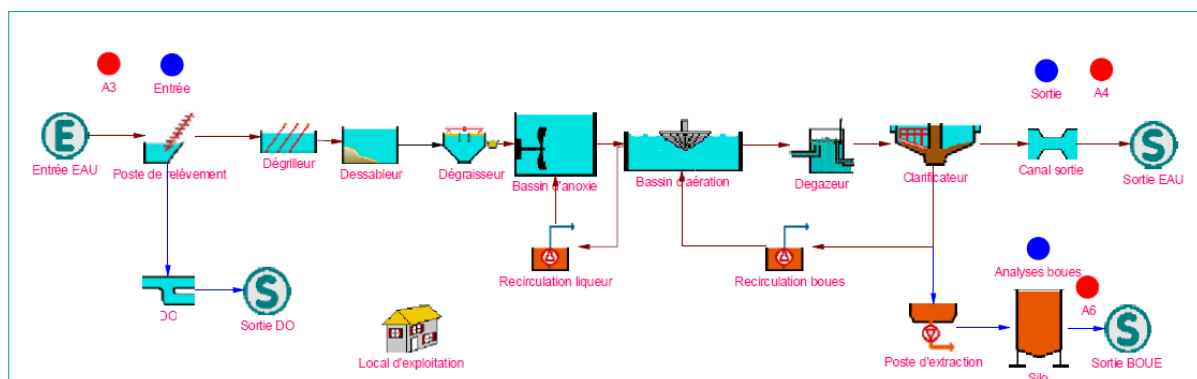 A3
Entrée
Sortie
A4
E
S
Entrée EAU
Poste de relèvement
Dégrilleur
Dessableur
Dégraisseur
Bassin d'anoxie
Bassin d'aération
Degazeur
Clarificateur
Canal sortie
Sortie EAU
Recirculation liqueur
Recirculation boues
Analyses boues
A6
S
DO
Sortie DO
Local d'exploitation
Poste d'extraction
S
Silo
Sortie BOUE